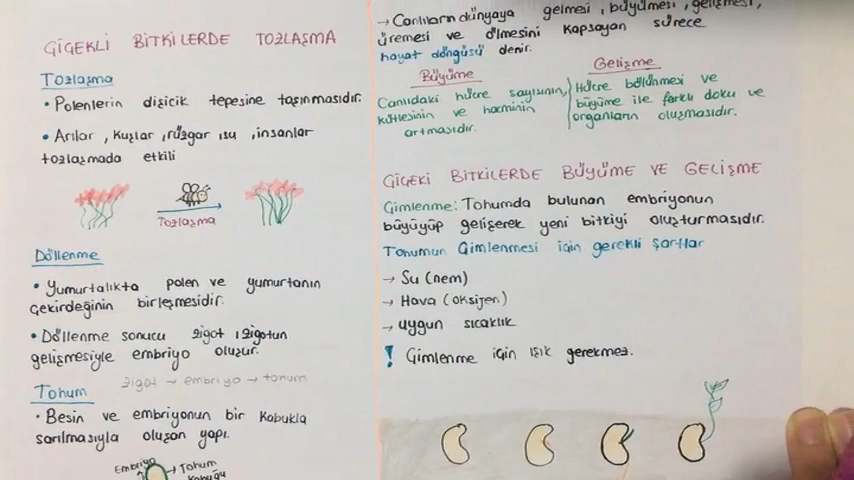 ÇİÇEKLİ BİTKİLERDE TOZLAŞMA
Tozlaşma
• Polenlerin dişicik tepesine taşınmasıdır.
• Arılar, kuşlar, rüzgar, su, insanlar
tozlaşmada etkili
TOZLAŞMA
Döllenme
• Yumurtalıkta polen ve yumurtanın
çekirdeğinin birleşmesidir.
• Döllenme sonucu zigot, zigotun
gelişmesiyle embriyo oluşur.
Tohum
zigot → embriyo → tohum
• Besin ve embriyonun bir kabukla
sarılmasıyla oluşan yapı.
Embriyo
→ Tohum
kabuğu
→ Canlıların dünyaya gelmesi, büyümesi, gelişmesi,
üremesi ve ölmesini kapsayan sürece
hayat döngüsü denir.
Büyüme
Canlıdaki hücre sayısının,
kütlesinin ve hacminin
artmasıdır.
Gelişme
Hücre bölünmesi ve
büyüme ile farklı doku ve
organların oluşmasıdır.
ÇİÇEKİ BİTKİLERDE BÜYÜME VE GELİŞME
Çimlenme: Tohumda bulunan embriyonun
büyüyüp gelişerek yeni bitkiyi oluşturmasıdır.
Tohumun Çimlenmesi için gerekli şartlar
→ Su (nem)
→ Hava (oksijen)
→ uygun sıcaklık
! Çimlenme için ışık gerekmez.